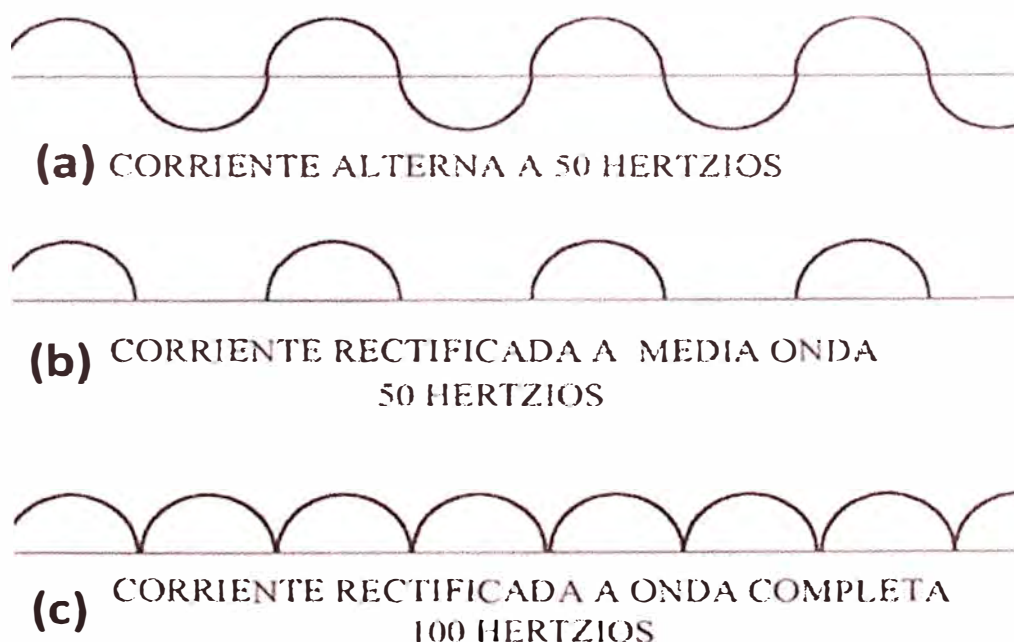 (a) CORRIENTE ALTERNA A 50 HERTZIOS
(b) CORRIENTE RECTIFICADA A MEDIA ONDA
50 HERTZIOS
(c) CORRIENTE RECTIFICADA A ONDA COMPLETA
100 HERTZIOS